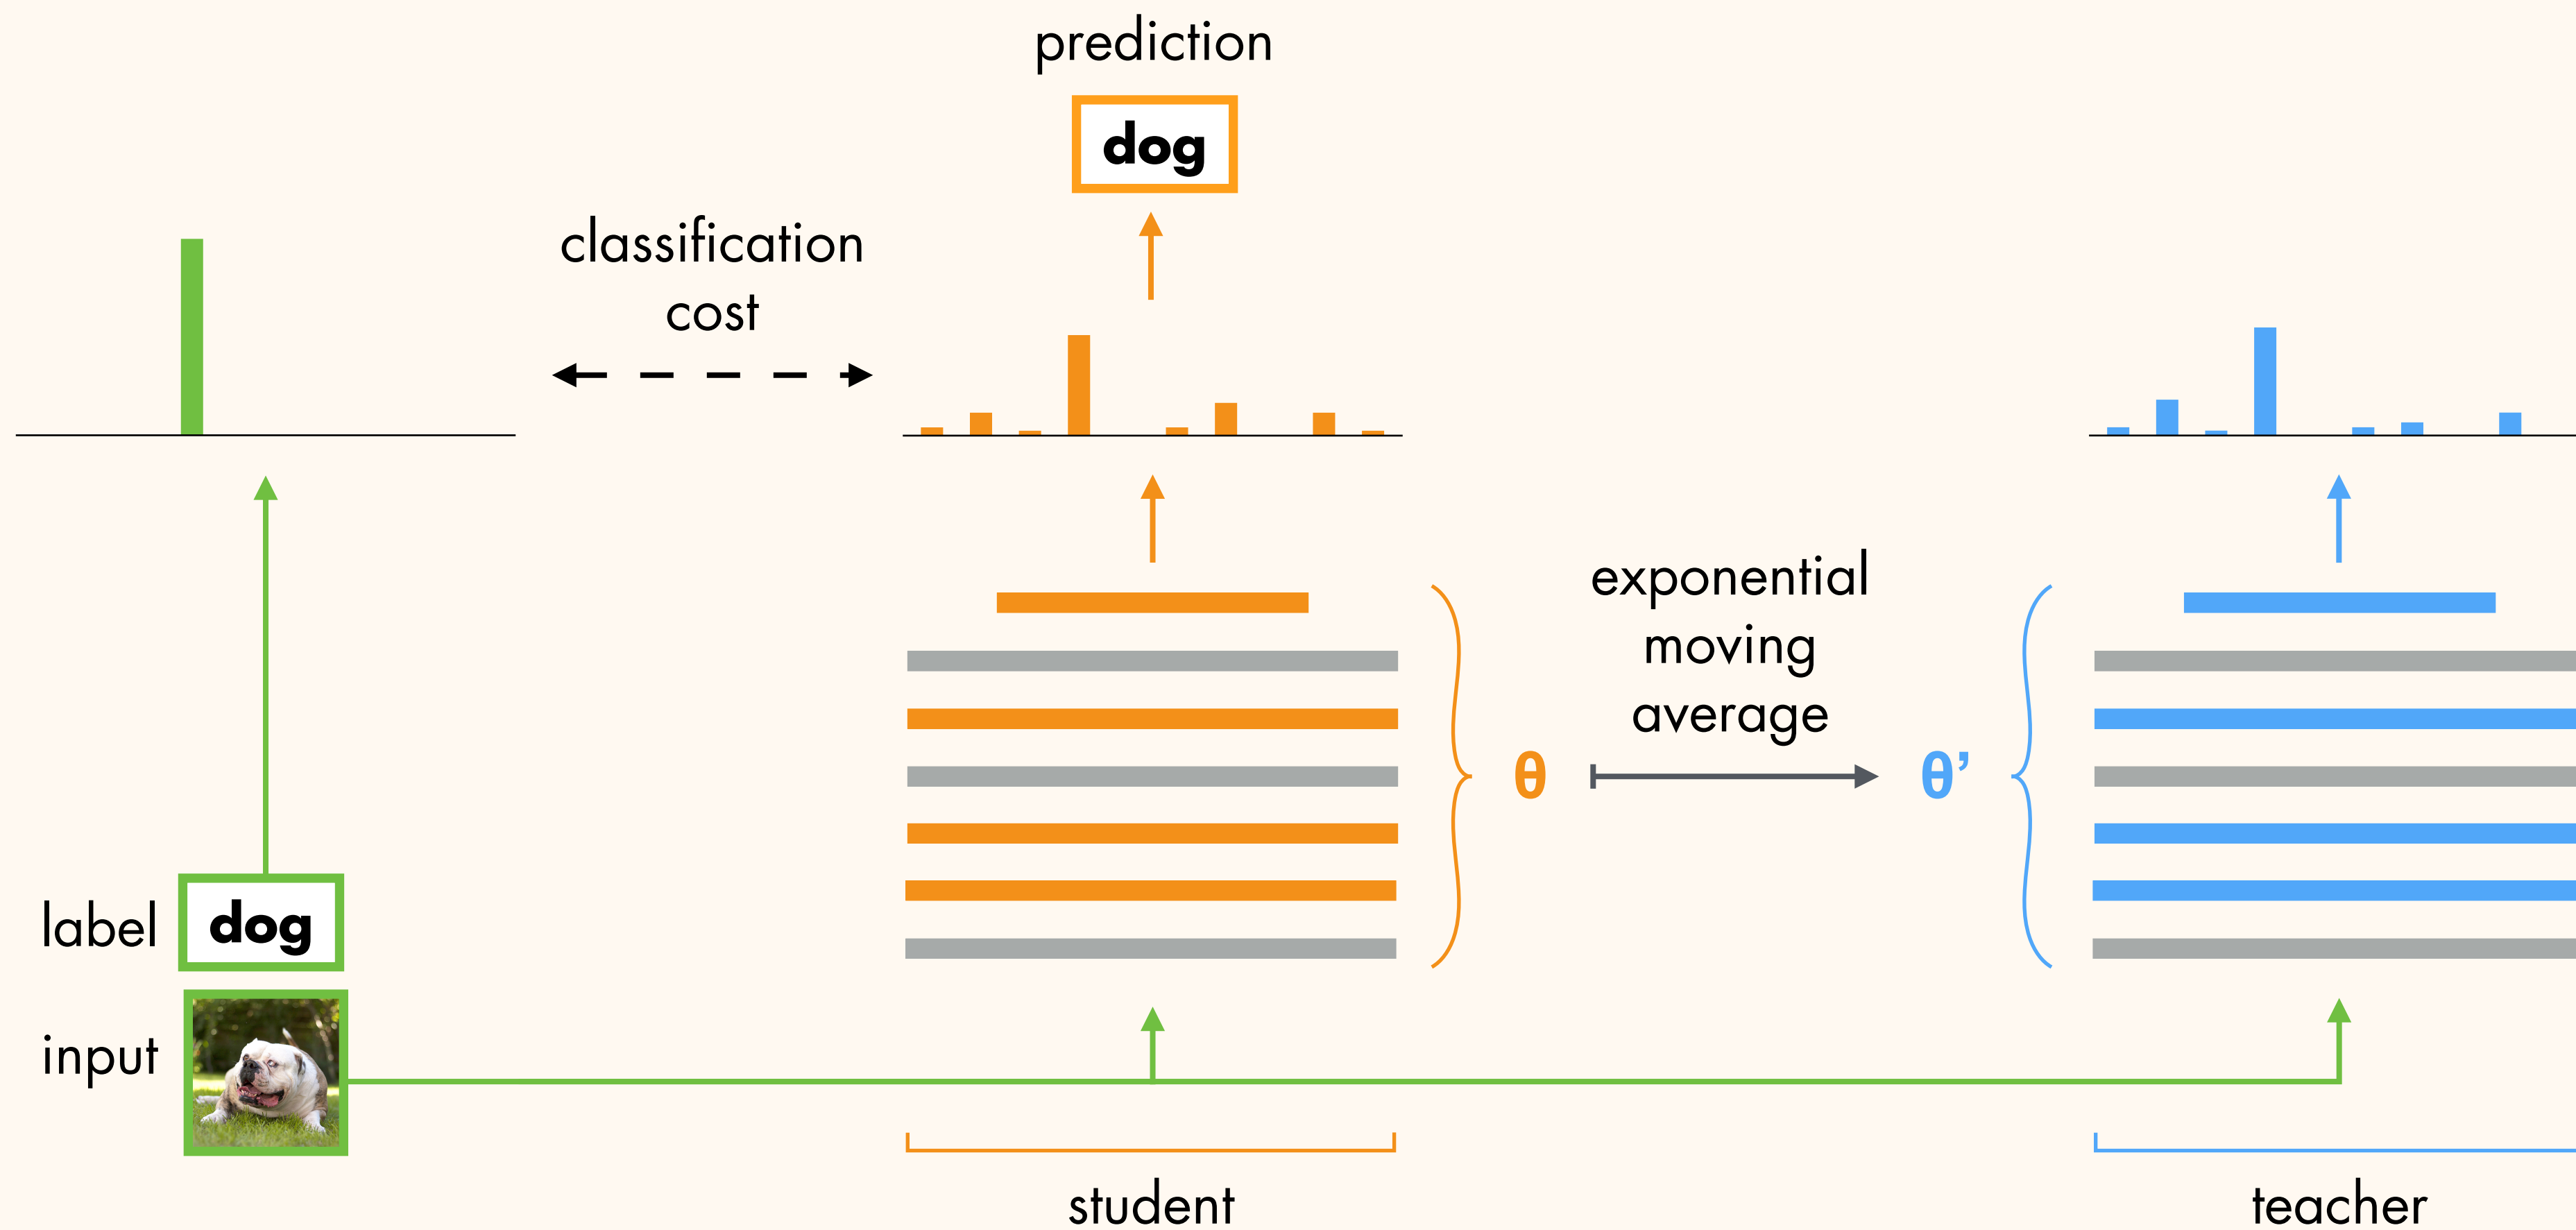 prediction
dog
classification
cost
exponential
moving
average
θ
θ’
label
dog
input
student
teacher